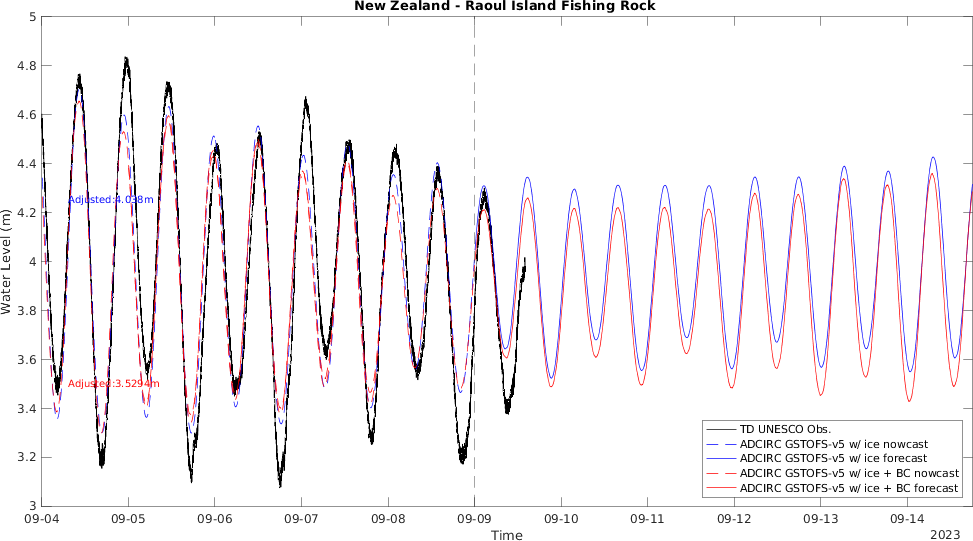 New Zealand - Raoul Island Fishing Rock
Water Level (m)
5
4.8
4.6
4.4
4.2
4
3.8
3.6
3.4
3.2
3
Adjusted:4.038m
Adjusted:3.5294m
TD UNESCO Obs.
ADCIRC GSTOFS-v5 w/ ice nowcast
ADCIRC GSTOFS-v5 w/ ice forecast
ADCIRC GSTOFS-v5 w/ ice + BC nowcast
ADCIRC GSTOFS-v5 w/ ice + BC forecast
09-04 09-05 09-06 09-07 09-08 09-09 09-10 09-11 09-12 09-13 09-14
Time
2023